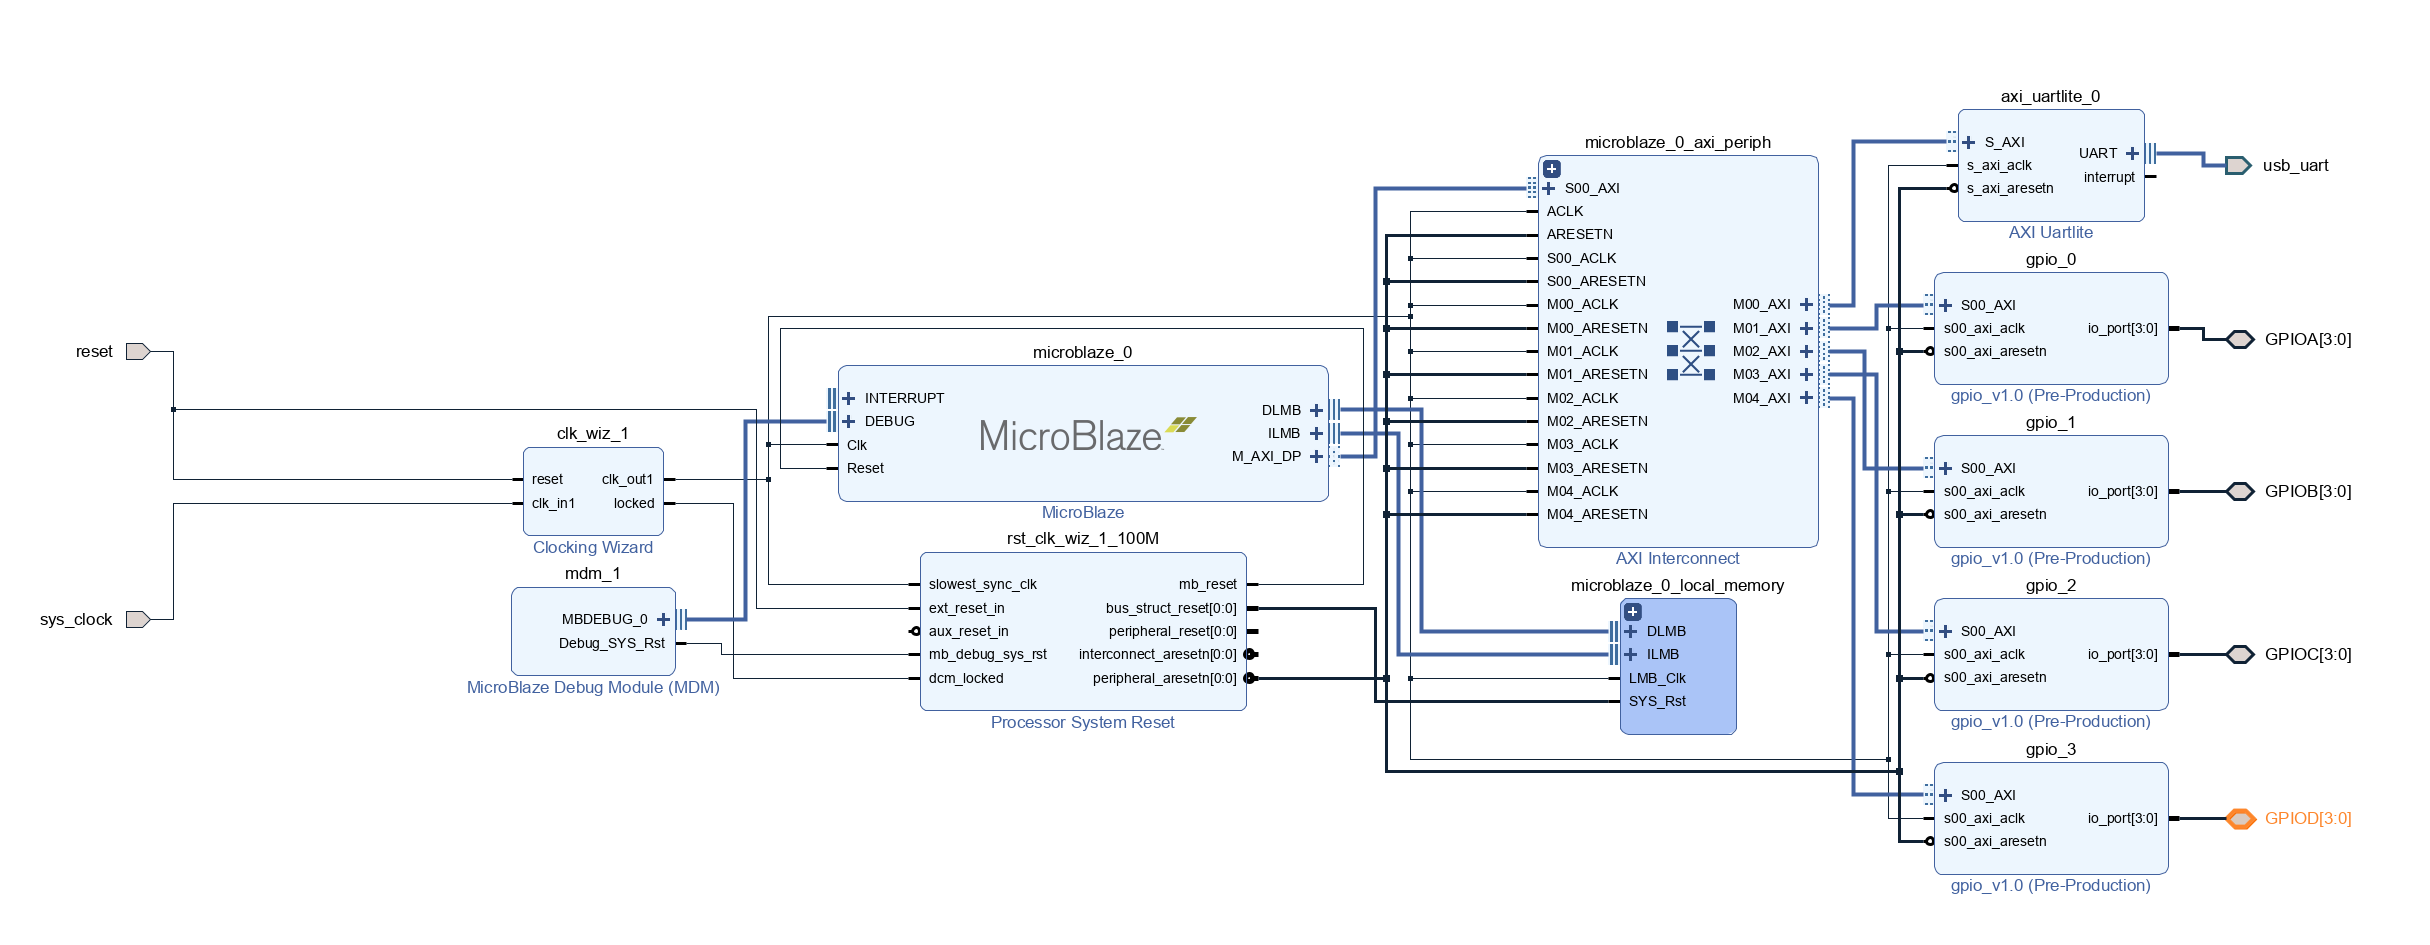 reset
sys_clock
clk_wiz_1
reset
clk_in1
clk_out1
locked
Clocking Wizard
mdm_1
MBDEBUG_0
Debug_SYS_Rst
MicroBlaze Debug Module (MDM)
microblaze_0
INTERRUPT
DEBUG
Clk
Reset
MicroBlaze
DLMB
ILMB
M_AXI_DP
MicroBlaze
rst_clk_wiz_1_100M
slowest_sync_clk
ext_reset_in
aux_reset_in
mb_debug_sys_rst
dcm_locked
mb_reset
bus_struct_reset[0:0]
peripheral_reset[0:0]
interconnect_aresetn[0:0]
peripheral_aresetn[0:0]
Processor System Reset
microblaze_0_axi_periph
S00_AXI
ACLK
ARESETN
S00_ACLK
S00_ARESETN
M00_ACLK
M00_ARESETN
M01_ACLK
M01_ARESETN
M02_ACLK
M02_ARESETN
M03_ACLK
M03_ARESETN
M04_ACLK
M04_ARESETN
M00_AXI
M01_AXI
M02_AXI
M03_AXI
M04_AXI
AXI Interconnect
microblaze_0_local_memory
DLMB
ILMB
LMB_Clk
SYS_Rst
axi_uartlite_0
S_AXI
s_axi_aclk
s_axi_aresetn
UART
interrupt
AXI Uartlite
usb_uart
gpio_0
S00_AXI
s00_axi_aclk
s00_axi_aresetn
io_port[3:0]
gpio_v1.0 (Pre-Production)
GPIOA[3:0]
gpio_1
S00_AXI
s00_axi_aclk
s00_axi_aresetn
io_port[3:0]
gpio_v1.0 (Pre-Production)
GPIOB[3:0]
gpio_2
S00_AXI
s00_axi_aclk
s00_axi_aresetn
io_port[3:0]
gpio_v1.0 (Pre-Production)
GPIOC[3:0]
gpio_3
S00_AXI
s00_axi_aclk
s00_axi_aresetn
io_port[3:0]
gpio_v1.0 (Pre-Production)
GPIOD[3:0]